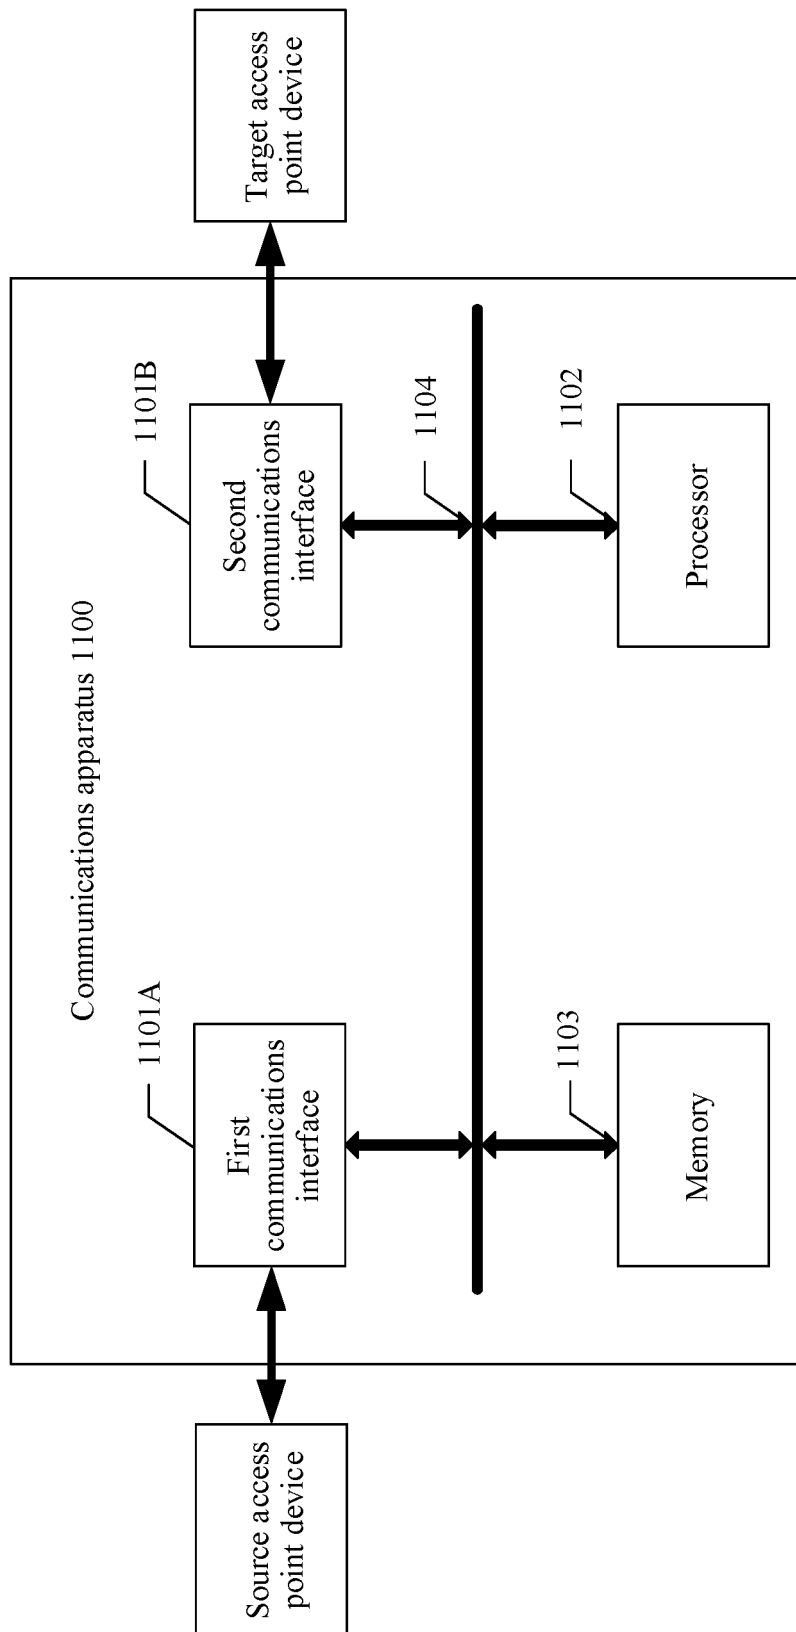 Communications apparatus 1100
1101A
1101B
Source access
point device
First
communications
interface
Second
communications
interface
Target access
point device
1104
1103
1102
Memory
Processor